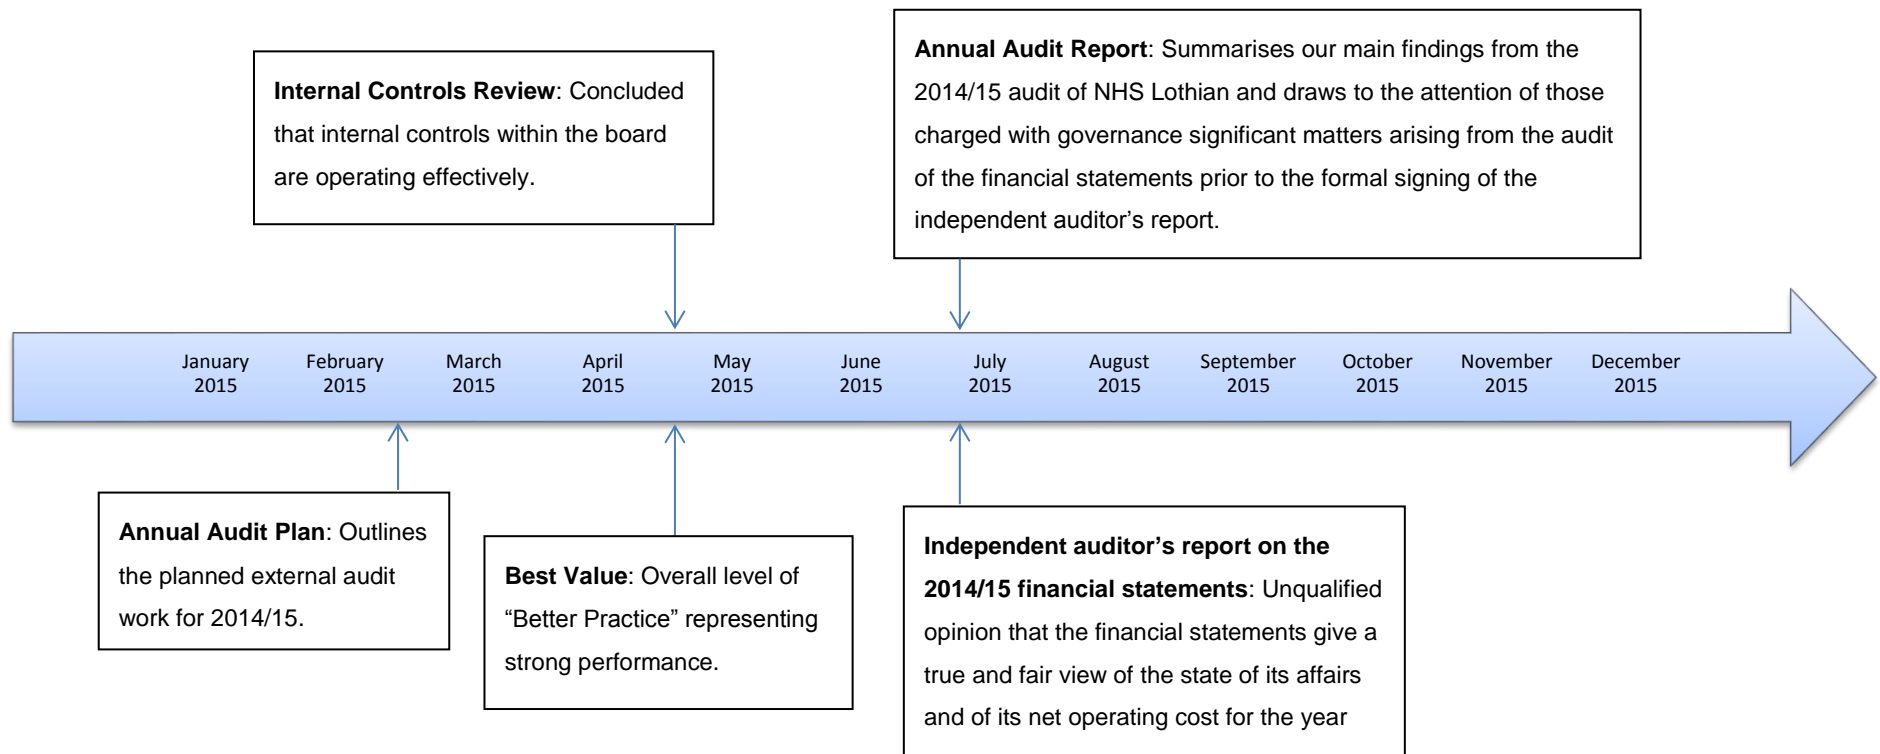 Internal Controls Review: Concluded
that internal controls within the board
are operating effectively.
Annual Audit Report: Summarises our main findings from the
2014/15 audit of NHS Lothian and draws to the attention of those
charged with governance significant matters arising from the audit
of the financial statements prior to the formal signing of the
independent auditor’s report.
January February March April May June July August September October November December
2015 2015 2015 2015 2015 2015 2015 2015 2015 2015 2015 2015
Annual Audit Plan: Outlines
the planned external audit
work for 2014/15.
Best Value: Overall level of
“Better Practice” representing
strong performance.
Independent auditor’s report on the
2014/15 financial statements: Unqualified
opinion that the financial statements give a
true and fair view of the state of its affairs
and of its net operating cost for the year